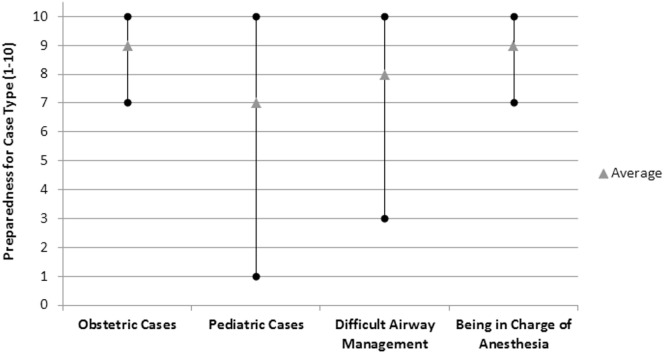 Preparedness for Case Type (1-10)
10
9
8
7
6
5
4
3
2
1
0
Obstetric Cases
Pediatric Cases
Difficult Airway
Management
Being in Charge of
Anesthesia
Average